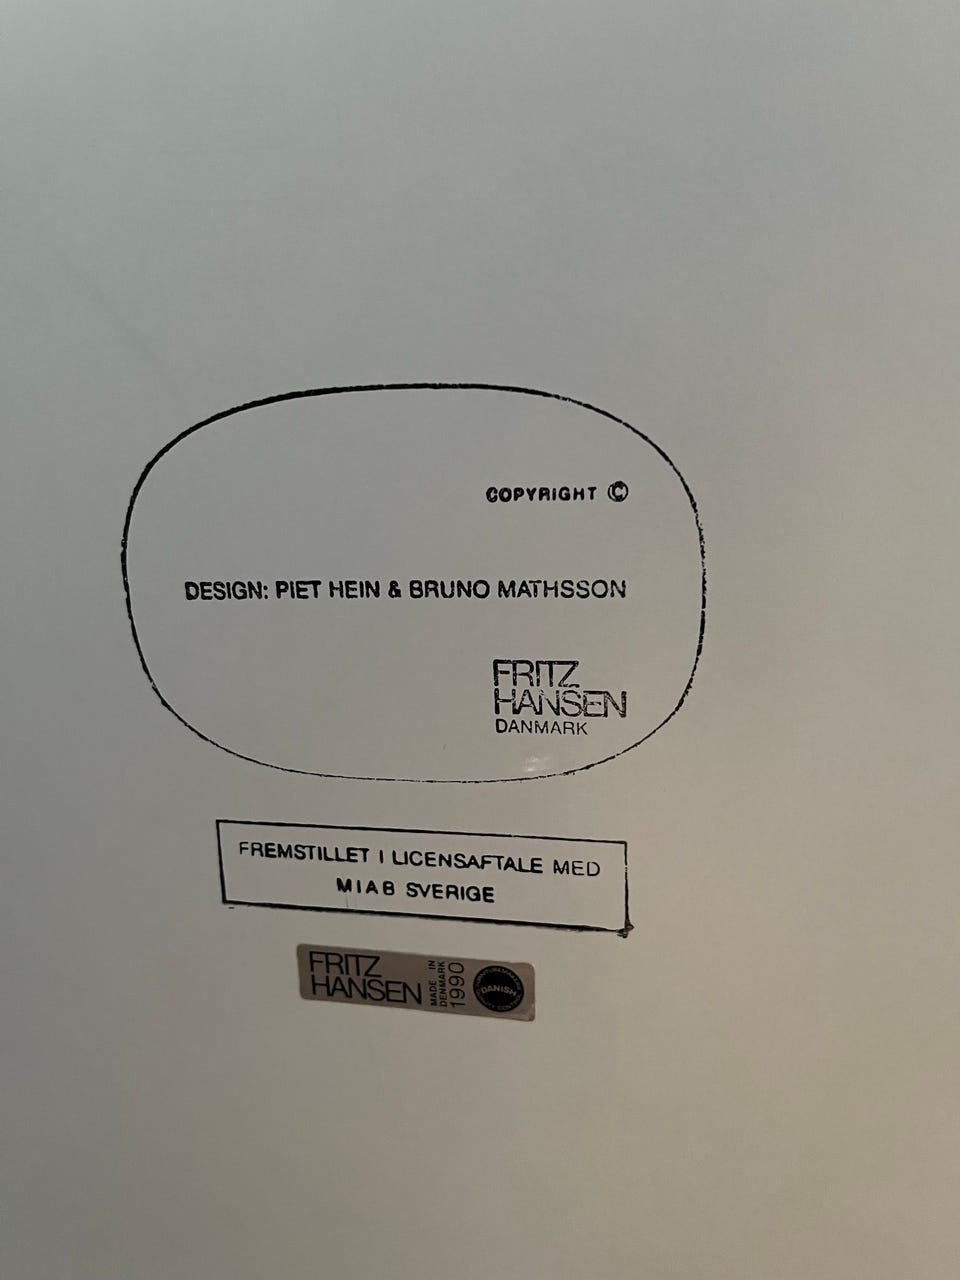 COPYRIGHT ©
DESIGN: PIET HEIN & BRUNO MATHSSON
FRITZ
HANSEN
DANMARK
FREMSTILLET I LICENSAFTALE MED
MIAB SVERIGE
FRITZ
HANSEN
MADE IN
DENMARK
1990
DANISH